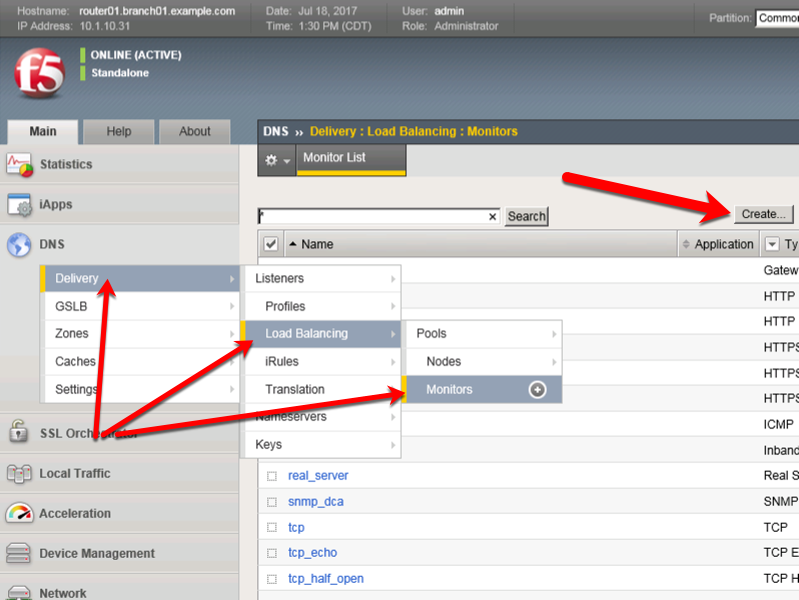 Hostname: router01.branch01.example.com Date: Jul 18, 2017 User: admin
IP Address: 10.1.10.31 Time: 1:30 PM (CDT) Role: Administrator
Partition: Common
f5
ONLINE (ACTIVE)
Standalone
Main Help About
DNS ›› Delivery : Load Balancing : Monitors
Monitor List
Statistics
iApps
DNS
* × Search
Create...
Name Application Ty
Delivery
GSLB
Zones
Caches
Settings
Listeners
Profiles
Load Balancing
iRules
Translation
Nameservers
Keys
Pools
Nodes
Monitors
Gatew
HTTP
HTTP
HTTPS
HTTPS
HTTPS
ICMP
Inband
SSL Orchestrator
Local Traffic
Acceleration
Device Management
Network
real_server Real S
snmp_dca SNMP
tcp TCP
tcp_echo TCP E
tcp_half_open TCP H